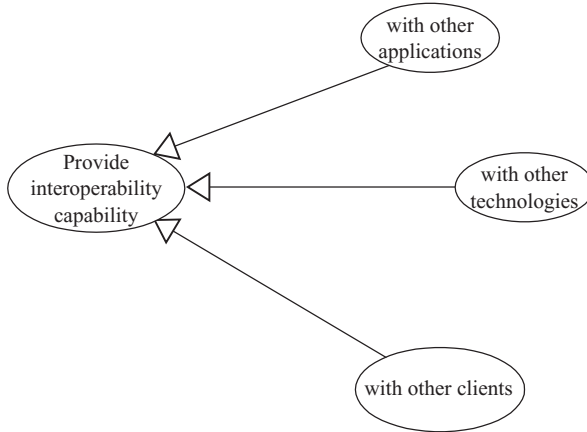 with other
applications
Provide
interoperability
capability
with other
technologies
with other clients